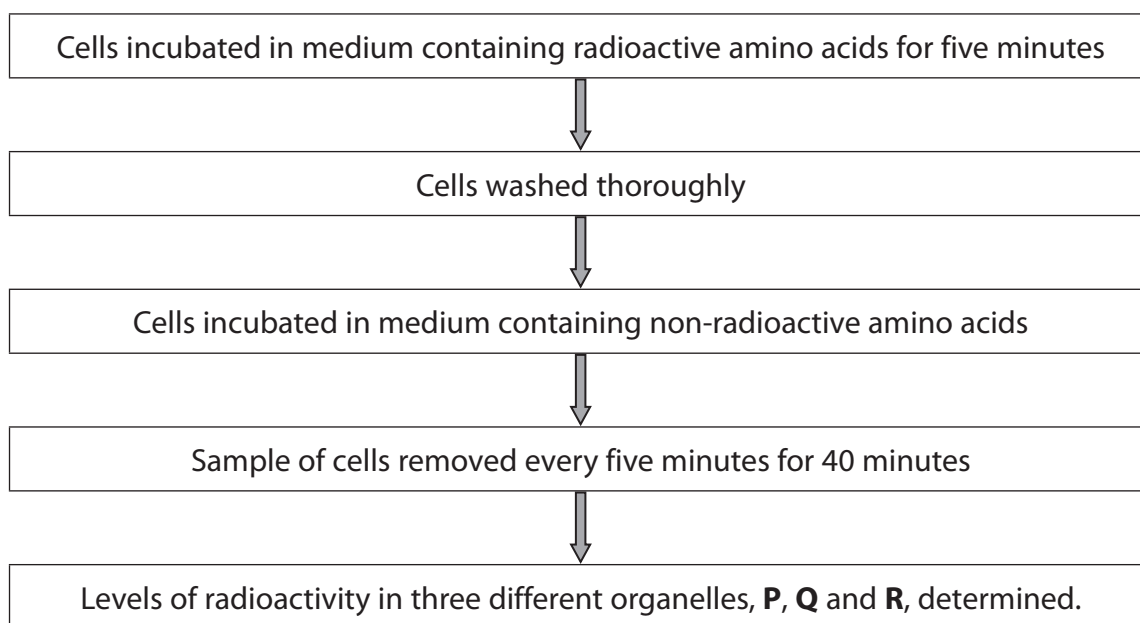 Cells incubated in medium containing radioactive amino acids for five minutes
Cells washed thoroughly
Cells incubated in medium containing non-radioactive amino acids
Sample of cells removed every five minutes for 40 minutes
Levels of radioactivity in three different organelles, P, Q and R, determined.